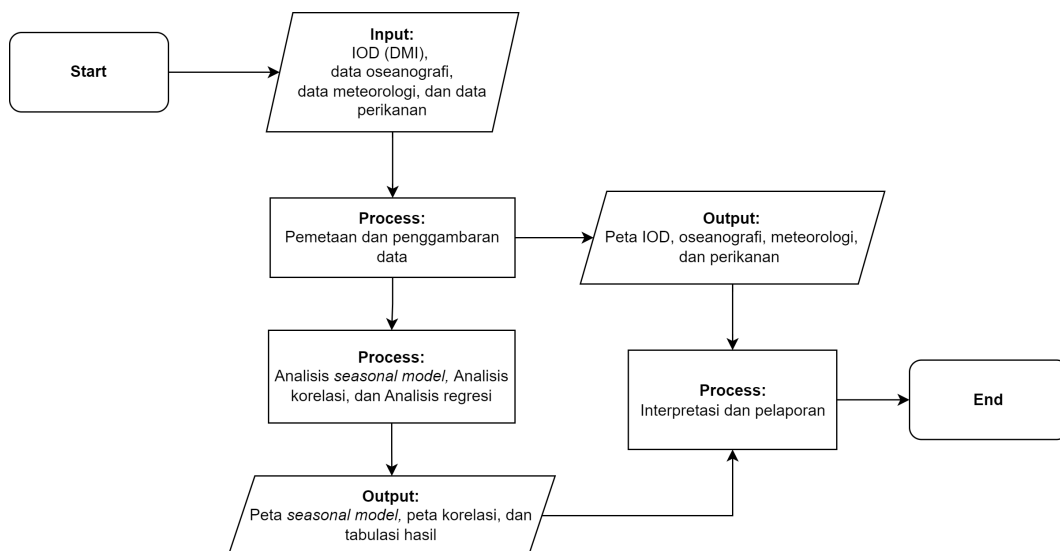 Start
Input:
IOD (DMI),
data oseanografi,
data meteorologi, dan data
perikanan
Process:
Pemetaan dan penggambaran
data
Output:
Peta IOD, oseanografi, meteorologi,
dan perikanan
Process:
Analisis seasonal model, Analisis
korelasi, dan Analisis regresi
Process:
Interpretasi dan pelaporan
End
Output:
Peta seasonal model, peta korelasi, dan
tabulasi hasil